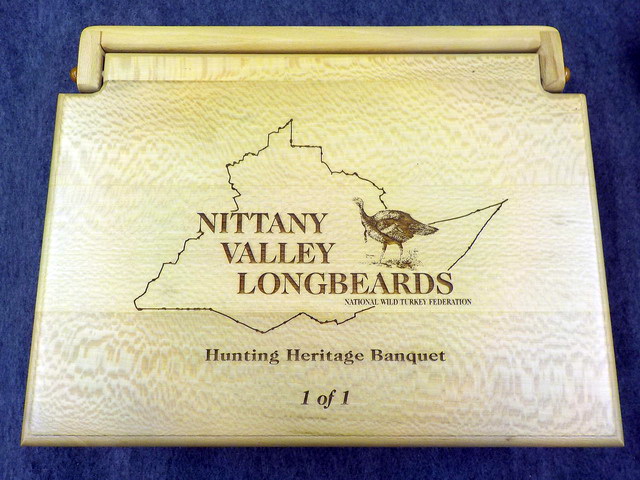 NITTANY
VALLEY
LONGBEARDS
NATIONAL WILD TURKEY FEDERATION
Hunting Heritage Banquet
1 of 1